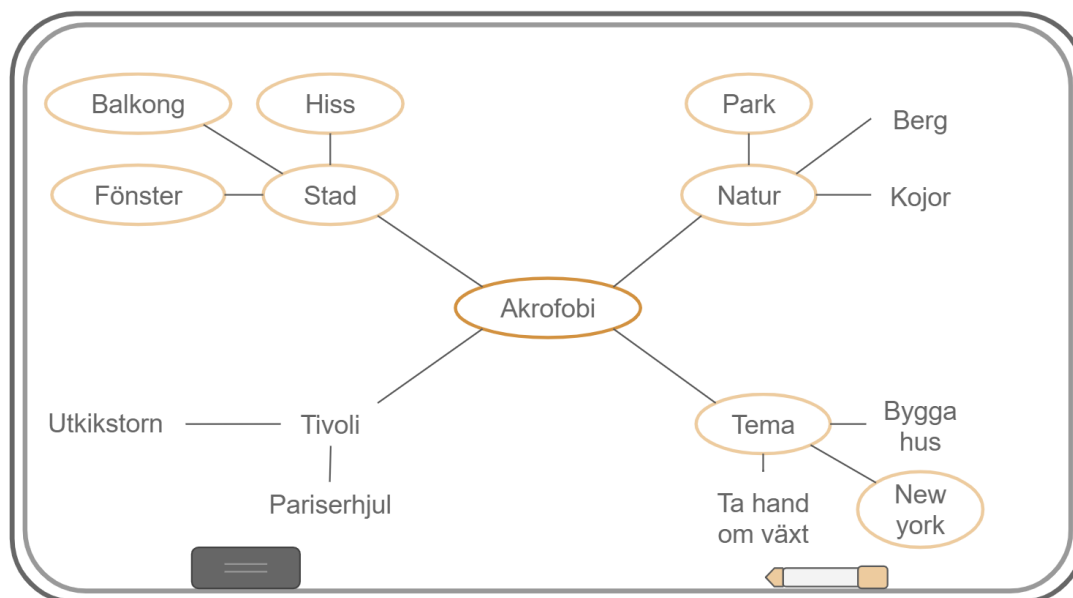 Balkong
Hiss
Park
Berg
Fönster
Stad
Natur
Kojor
Akrofobi
Utkikstorn
Tivoli
Tema
Bygga
hus
Pariserhjul
Ta hand
om växt
New
york